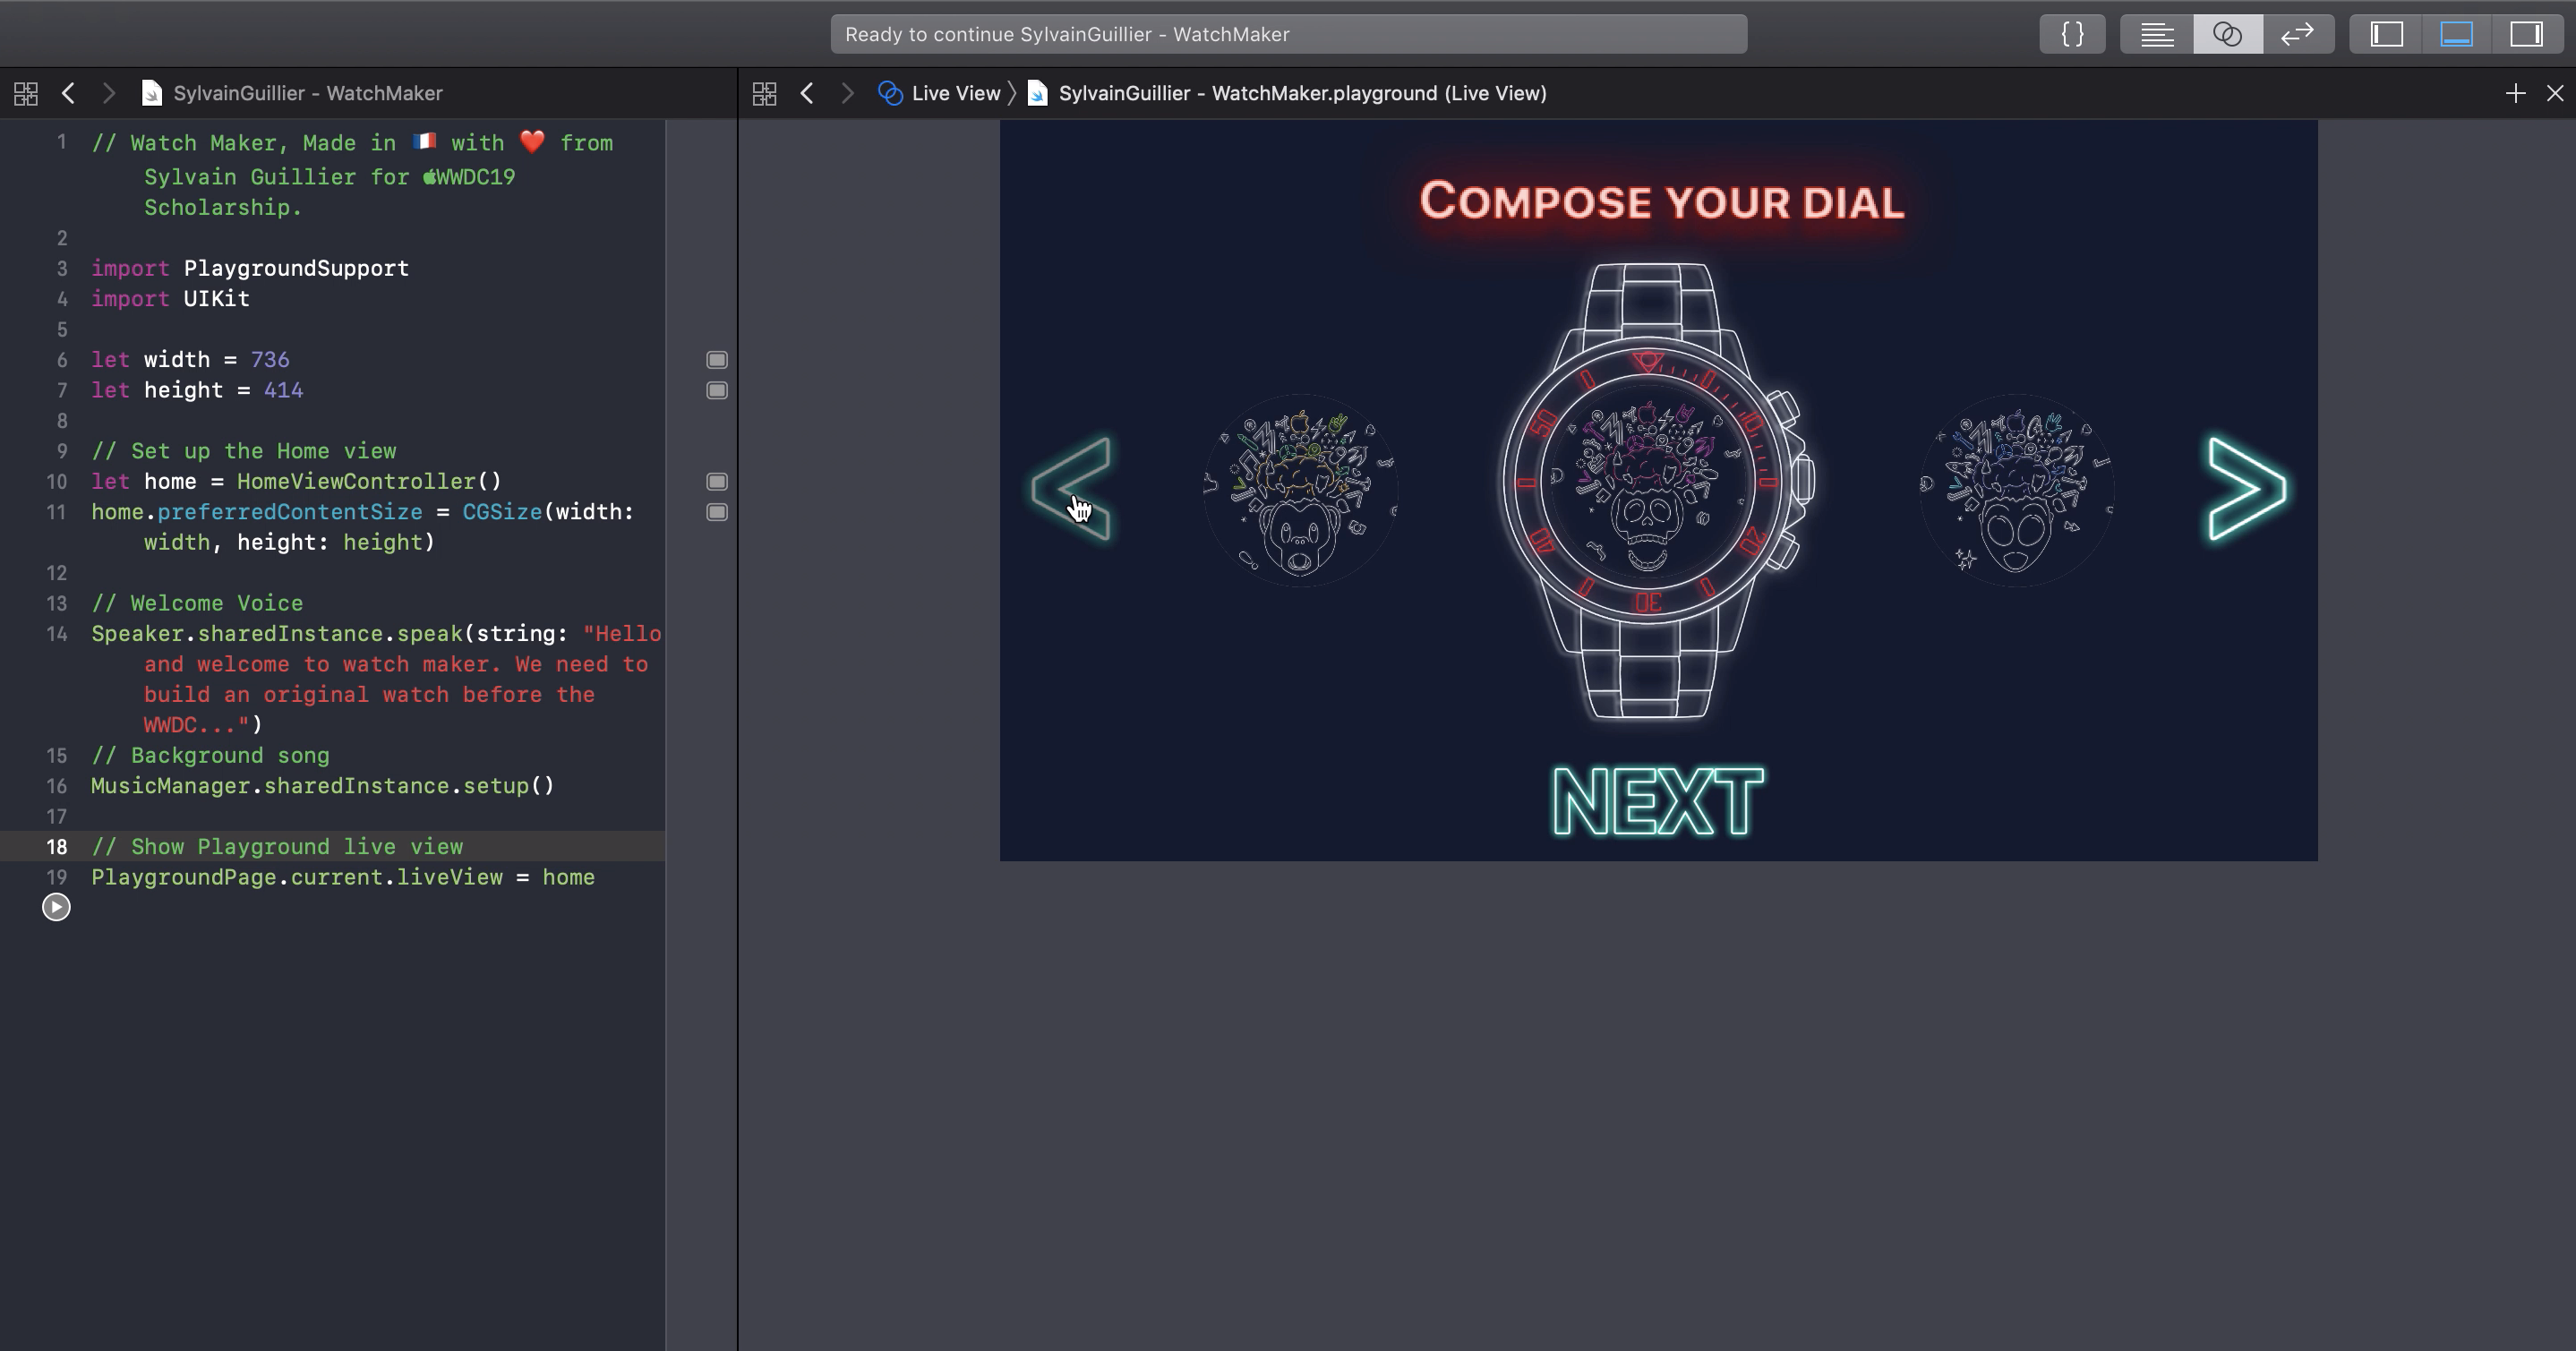 Ready to continue SylvainGuillier - WatchMaker
{ }
SylvainGuillier - WatchMaker
Live View 〉 SylvainGuillier - WatchMaker.playground (Live View)
1 // Watch Maker, Made in 🇫🇷 with ❤️ from
Sylvain Guillier for WWDC19
Scholarship.
2
3 import PlaygroundSupport
4 import UIKit
5
6 let width = 736
7 let height = 414
8
9 // Set up the Home view
10 let home = HomeViewController()
11 home.preferredContentSize = CGSize(width:
width, height: height)
12
13 // Welcome Voice
14 Speaker.sharedInstance.speak(string: "Hello
and welcome to watch maker. We need to
build an original watch before the
WWDC...")
15 // Background song
16 MusicManager.sharedInstance.setup()
17
18 // Show Playground live view
19 PlaygroundPage.current.liveView = home
COMPOSE YOUR DIAL
<
>
50
10
40
20
30
NEXT